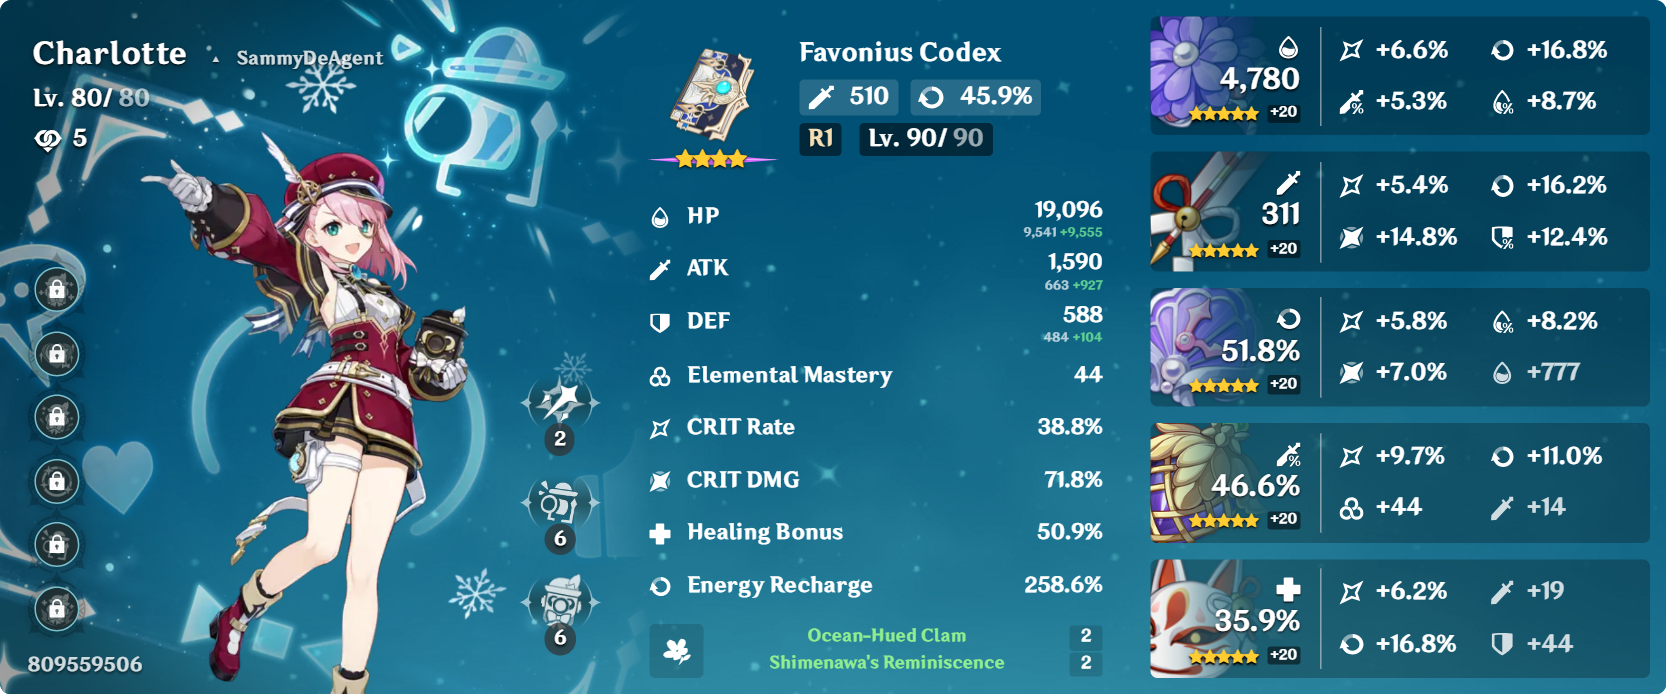 Charlotte
SammyDeAgent
Lv. 80/ 80
5
2
6
6
809559506
Favonius Codex
510 45.9%
R1 Lv. 90/ 90
HP 19,096
9,541 +9,555
ATK 1,590
663 +927
DEF 588
484 +104
Elemental Mastery 44
CRIT Rate 38.8%
CRIT DMG 71.8%
Healing Bonus 50.9%
Energy Recharge 258.6%
Ocean-Hued Clam 2
Shimenawa's Reminiscence 2
4,780
+20
+6.6% +16.8%
% +5.3% % +8.7%
311
+20
+5.4% +16.2%
+14.8% % +12.4%
51.8%
+20
+5.8% % +8.2%
+7.0% +777
%
46.6%
+20
+9.7% +11.0%
+44 +14
35.9%
+20
+6.2% +19
+16.8% +44